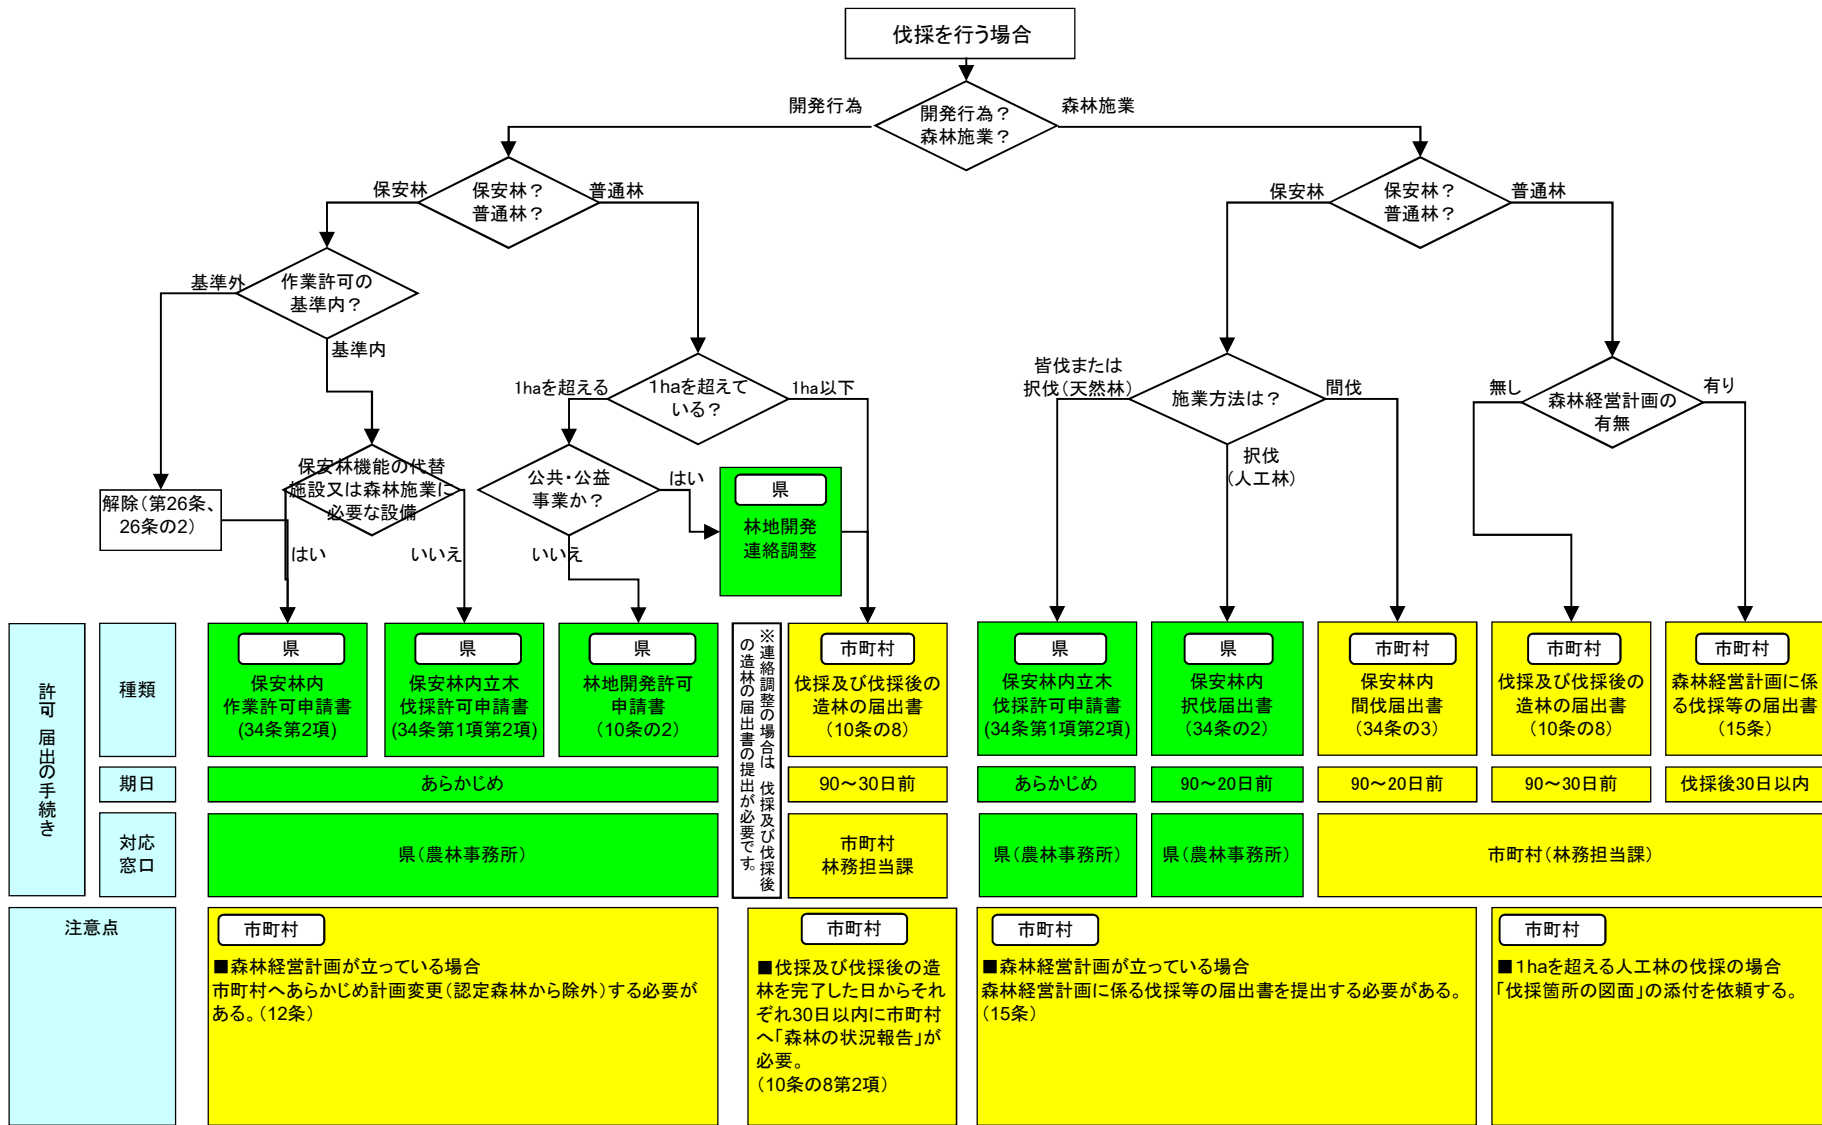 伐採を行う場合
開発行為？
森林施業？
開発行為
森林施業
保安林？
普通林？
保安林
普通林
保安林？
普通林？
保安林
普通林
作業許可の
基準内？
基準外
基準内
1haを超えて
いる？
1haを超える
1ha以下
施業方法は？
皆伐または
択伐（天然林）
間伐
択伐
（人工林）
森林経営計画の
有無
無し
有り
保安林機能の代替
施設又は森林施業に
必要な設備
はい
いいえ
公共・公益
事業か？
はい
いいえ
解除（第26条、
26条の2）
県
林地開発
連絡調整
許可 届出の手続き
種類
県
保安林内
作業許可申請書
(34条第2項)
県
保安林内立木
伐採許可申請書
(34条第1項第2項)
県
林地開発許可
申請書
（10条の2）
※連絡調整の場合は、伐採及び伐採後
の造林の届出書の提出が必要です。
市町村
伐採及び伐採後の
造林の届出書
（10条の8）
県
保安林内立木
伐採許可申請書
(34条第1項第2項)
県
保安林内
択伐届出書
（34条の2）
市町村
保安林内
間伐届出書
（34条の3）
市町村
伐採及び伐採後の
造林の届出書
（10条の8）
市町村
森林経営計画に係
る伐採等の届出書
（15条）
期日
あらかじめ
90～30日前
あらかじめ
90～20日前
90～20日前
90～30日前
伐採後30日以内
対応
窓口
県（農林事務所）
市町村
林務担当課
県（農林事務所）
県（農林事務所）
市町村（林務担当課）
注意点
市町村
■森林経営計画が立っている場合
市町村へあらかじめ計画変更（認定森林から除外）する必要が
ある。（12条）
市町村
■伐採及び伐採後の造
林を完了した日からそれ
ぞれ30日以内に市町村
へ「森林の状況報告」が
必要。
（10条の8第2項）
市町村
■森林経営計画が立っている場合
森林経営計画に係る伐採等の届出書を提出する必要がある。
（15条）
市町村
■1haを超える人工林の伐採の場合
「伐採箇所の図面」の添付を依頼する。